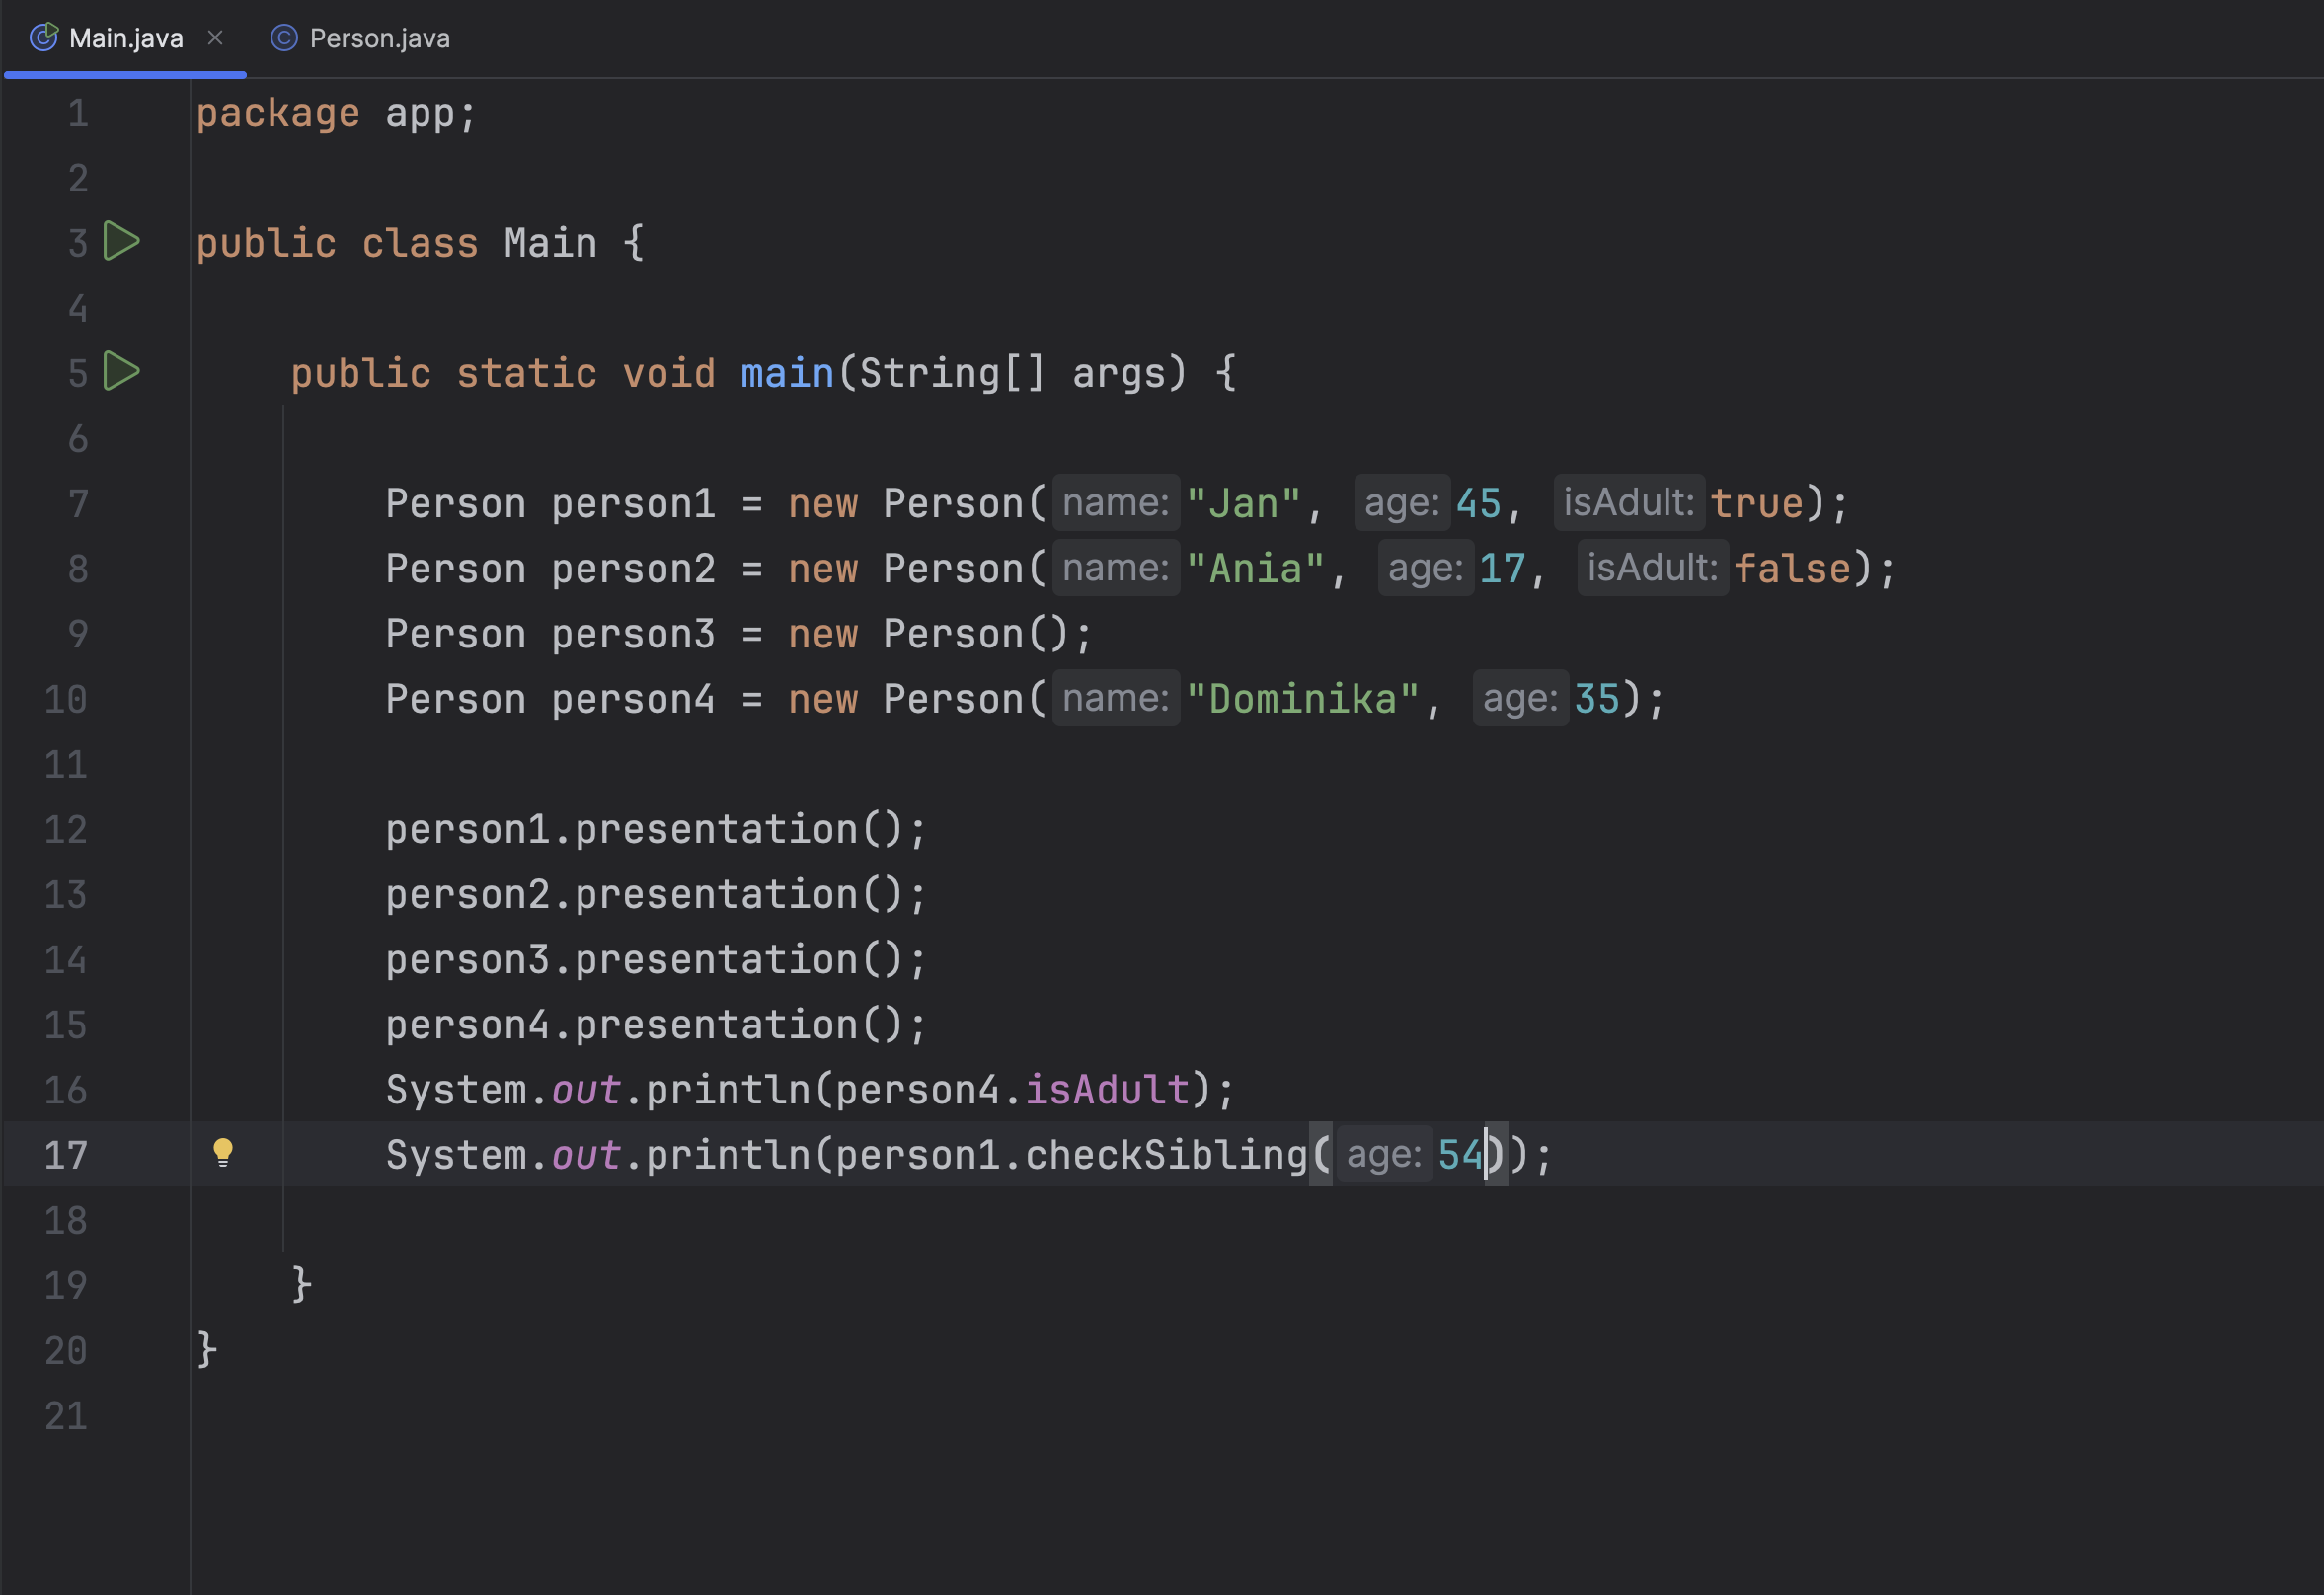 Main.java Person.java
1 package app;
2
3 public class Main {
4
5 public static void main(String[] args) {
6
7 Person person1 = new Person( name: "Jan", age: 45, isAdult: true);
8 Person person2 = new Person( name: "Ania", age: 17, isAdult: false);
9 Person person3 = new Person();
10 Person person4 = new Person( name: "Dominika", age: 35);
11
12 person1.presentation();
13 person2.presentation();
14 person3.presentation();
15 person4.presentation();
16 System.out.println(person4.isAdult);
17 System.out.println(person1.checkSibling( age: 54));
18
19 }
20 }
21